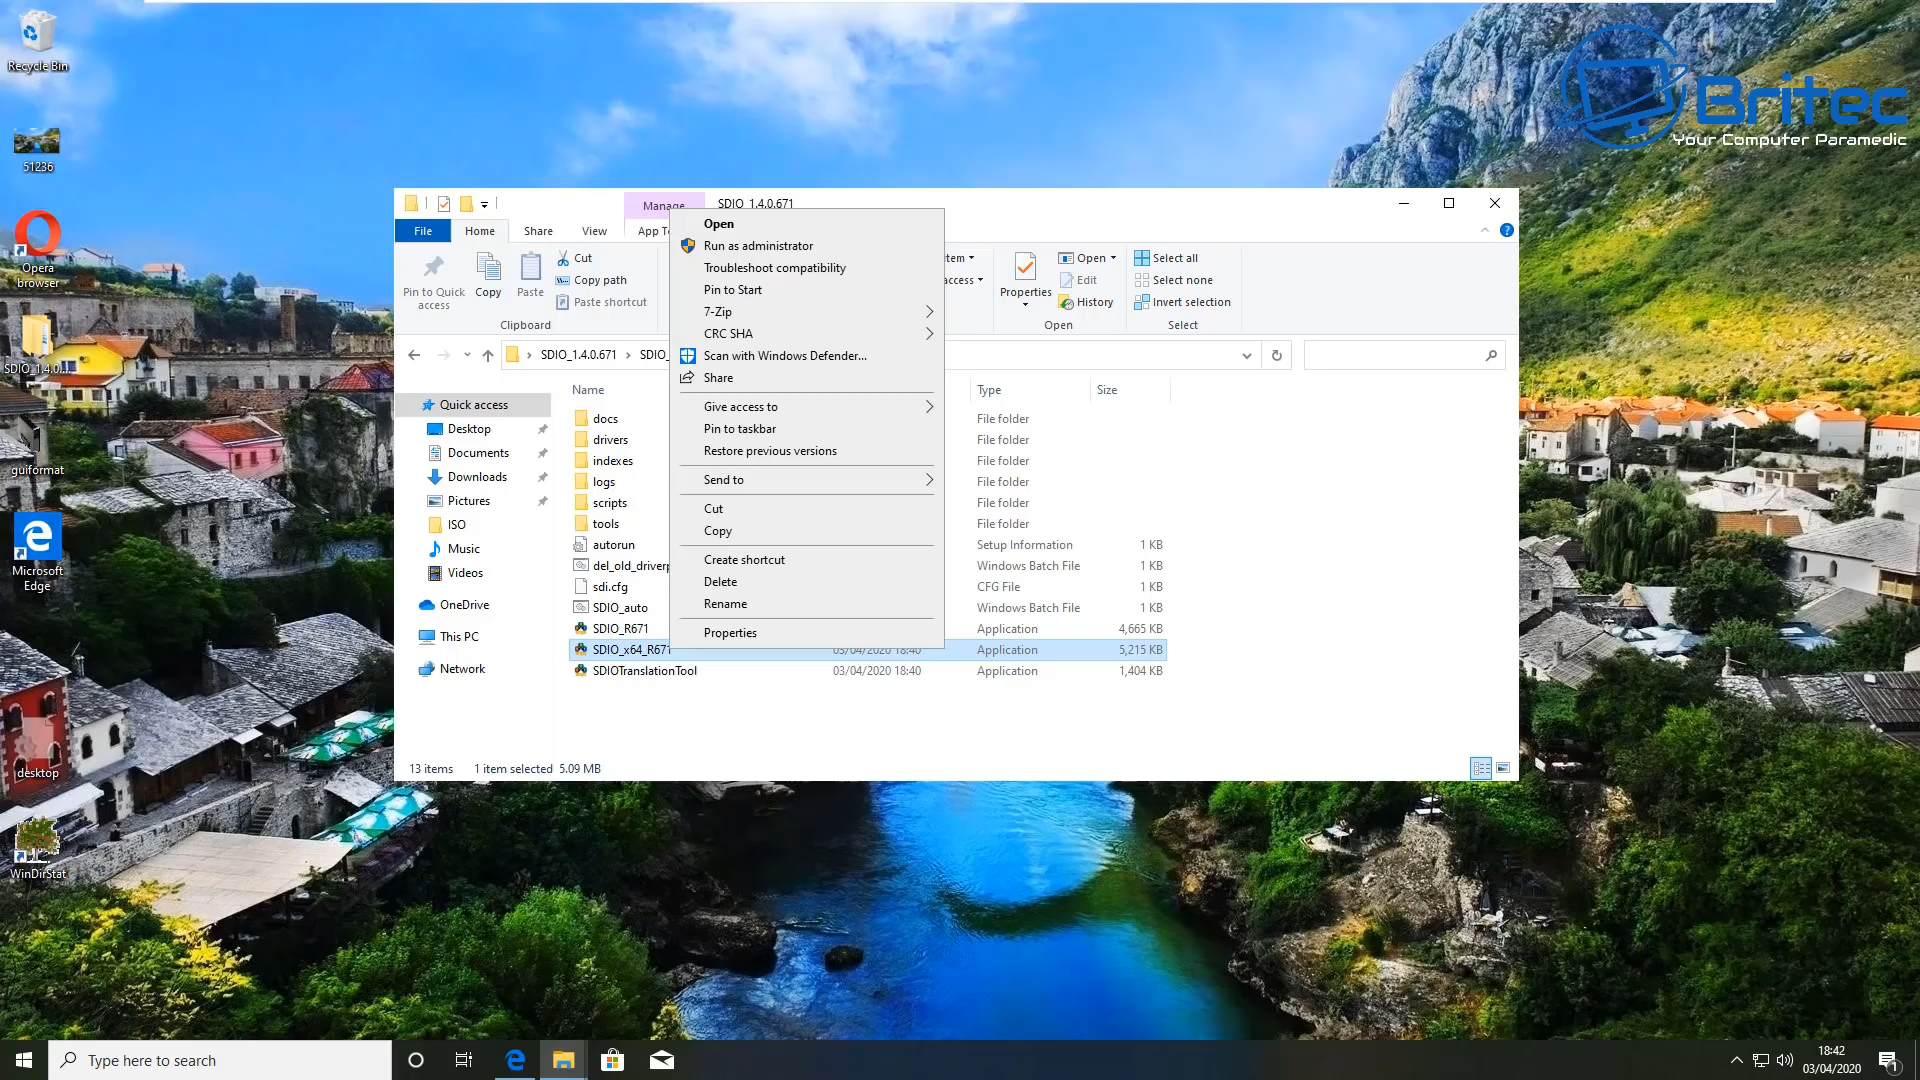 Recycle Bin
51236
Opera
browser
SDIO_1.4.0....
guiformat
Microsoft
Edge
desktop
WinDirStat
Britec
Your Computer Paramedic
Manage
SDIO_1.4.0.671
File
Home
Share
View
App To
Pin to Quick
access
Copy
Paste
Cut
Copy path
Paste shortcut
Clipboard
tem
access
Properties
Open
Edit
History
Open
Select all
Select none
Invert selection
Select
SDIO_1.4.0.671
SDIO_
Name
Type
Size
Quick access
Desktop
Documents
Downloads
Pictures
ISO
Music
Videos
OneDrive
This PC
Network
docs File folder
drivers File folder
indexes File folder
logs File folder
scripts File folder
tools File folder
autorun Setup Information 1 KB
del_old_driverp Windows Batch File 1 KB
sdi.cfg CFG File 1 KB
SDIO_auto Windows Batch File 1 KB
SDIO_R671 Application 4,665 KB
SDIO_x64_R671 03/04/2020 18:40 Application 5,215 KB
SDIOTranslationTool 03/04/2020 18:40 Application 1,404 KB
Open
Run as administrator
Troubleshoot compatibility
Pin to Start
7-Zip
CRC SHA
Scan with Windows Defender...
Share
Give access to
Pin to taskbar
Restore previous versions
Send to
Cut
Copy
Create shortcut
Delete
Rename
Properties
13 items
1 item selected 5.09 MB
Type here to search
18:42
03/04/2020
1